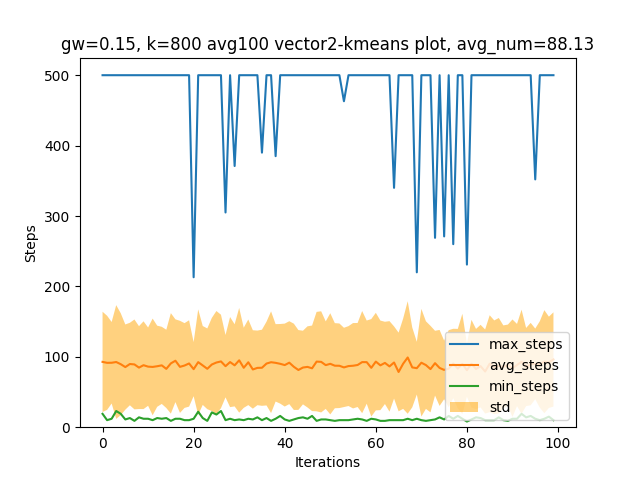 gw=0.15, k=800 avg100 vector2-kmeans plot, avg_num=88.13
500
400
300
200
100
0
Steps
max_steps
avg_steps
min_steps
std
0
20
40
60
80
100
Iterations